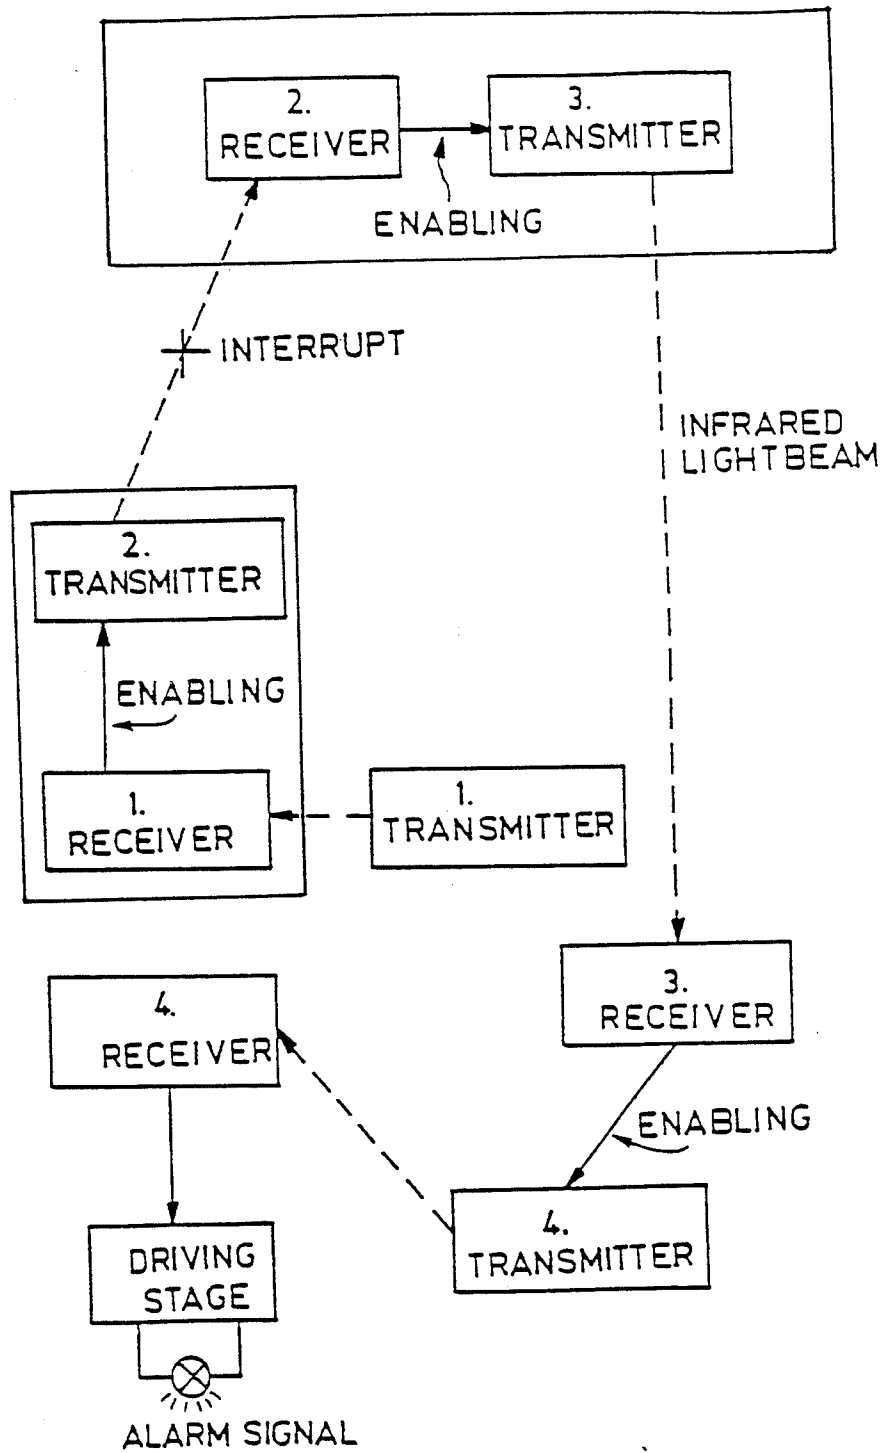 2.
RECEIVER
3.
TRANSMITTER
ENABLING
INTERRUPT
INFRARED
LIGHTBEAM
2.
TRANSMITTER
ENABLING
1.
RECEIVER
1.
TRANSMITTER
3.
RECEIVER
4.
RECEIVER
ENABLING
4.
TRANSMITTER
DRIVING
STAGE
ALARM SIGNAL